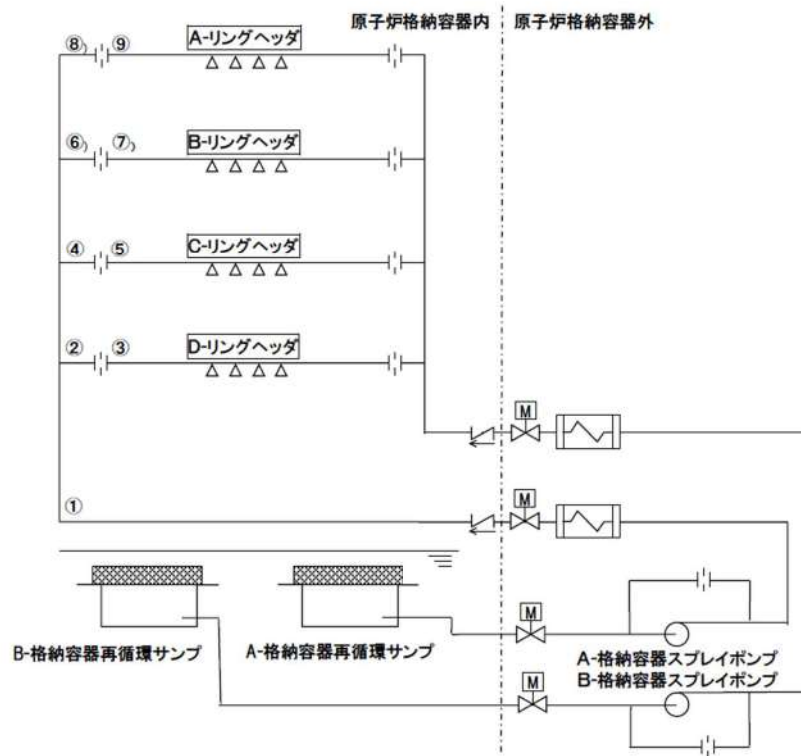 原子炉格納容器内
原子炉格納容器外
⑧)
⑨
A-リングヘッダ
⑥)
⑦)
B-リングヘッダ
④
⑤
C-リングヘッダ
②
③
D-リングヘッダ
M
①
M
M
B-格納容器再循環サンプ
A-格納容器再循環サンプ
A-格納容器スプレイポンプ
B-格納容器スプレイポンプ
M